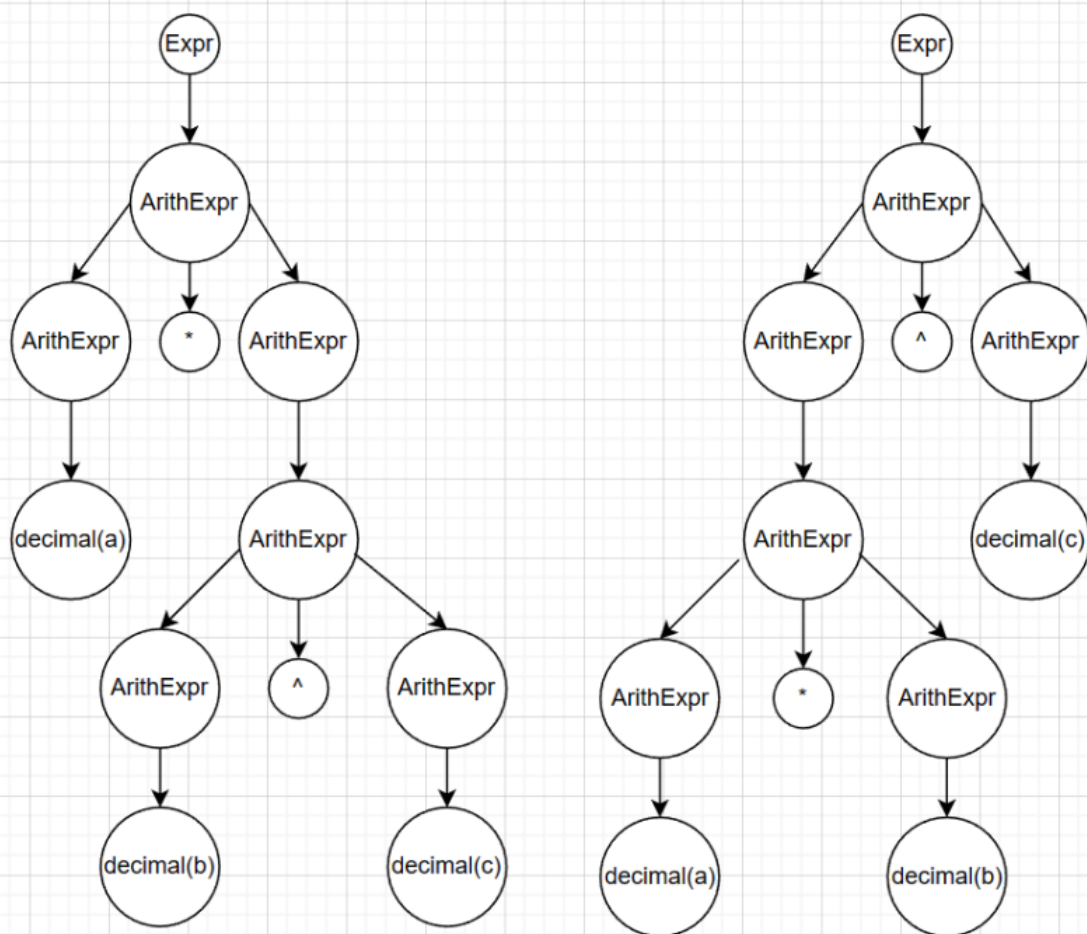 Expr
ArithExpr
ArithExpr
*
ArithExpr
decimal(a)
ArithExpr
ArithExpr
^
ArithExpr
decimal(b)
decimal(c)
Expr
ArithExpr
ArithExpr
^
ArithExpr
ArithExpr
decimal(c)
ArithExpr
*
ArithExpr
decimal(a)
decimal(b)